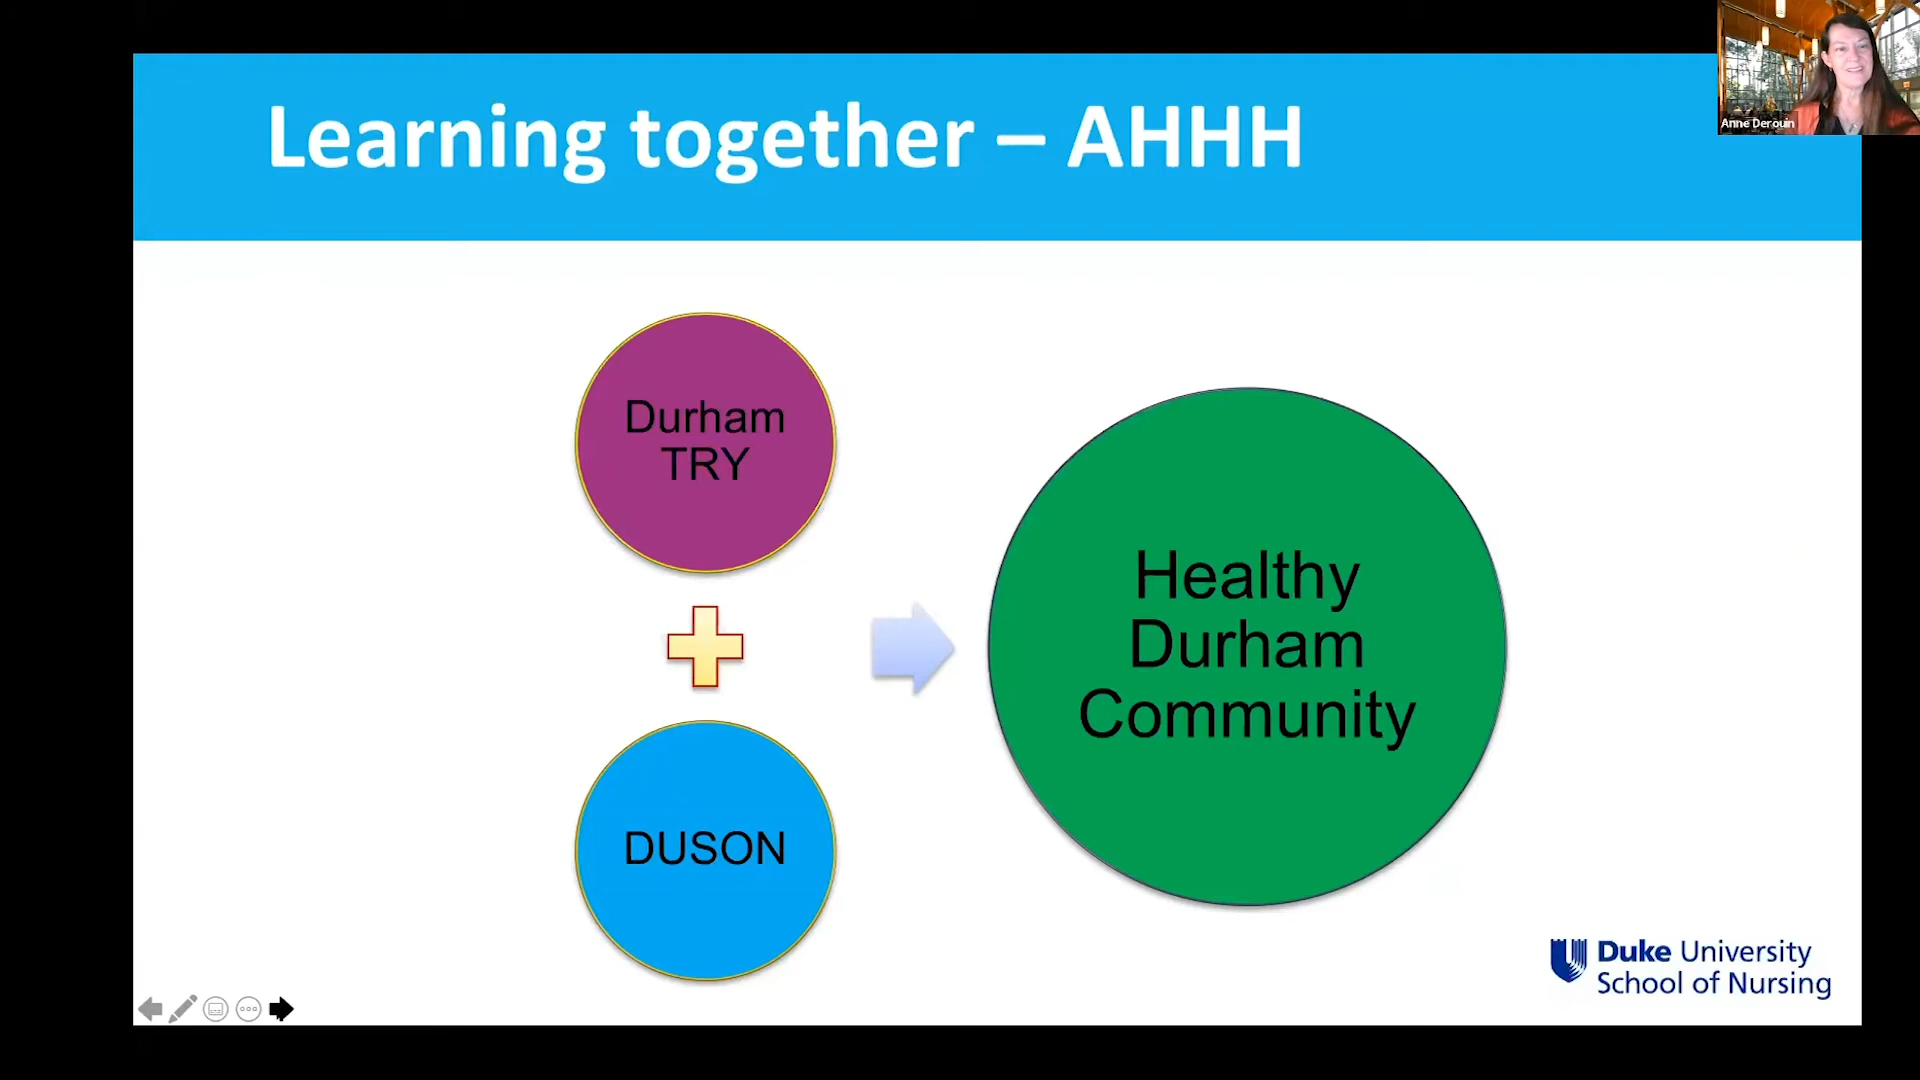 Learning together – AHHH
Anne Derouin
Durham
TRY
DUSON
Healthy
Durham
Community
Duke University
School of Nursing